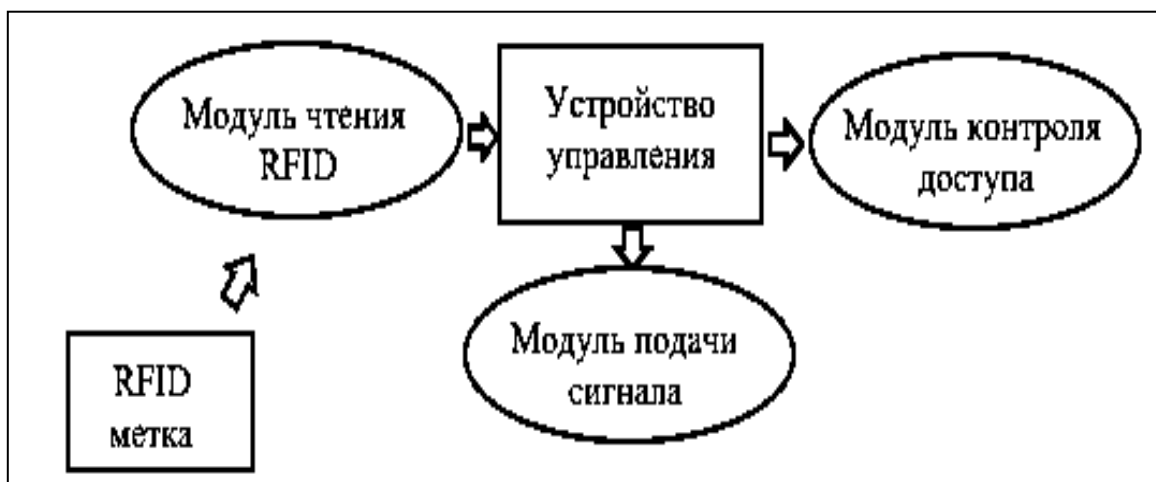 Модуль чтения
RFID
Устройство
управления
Модуль контроля
доступа
Модуль подачи
сигнала
RFID
метка